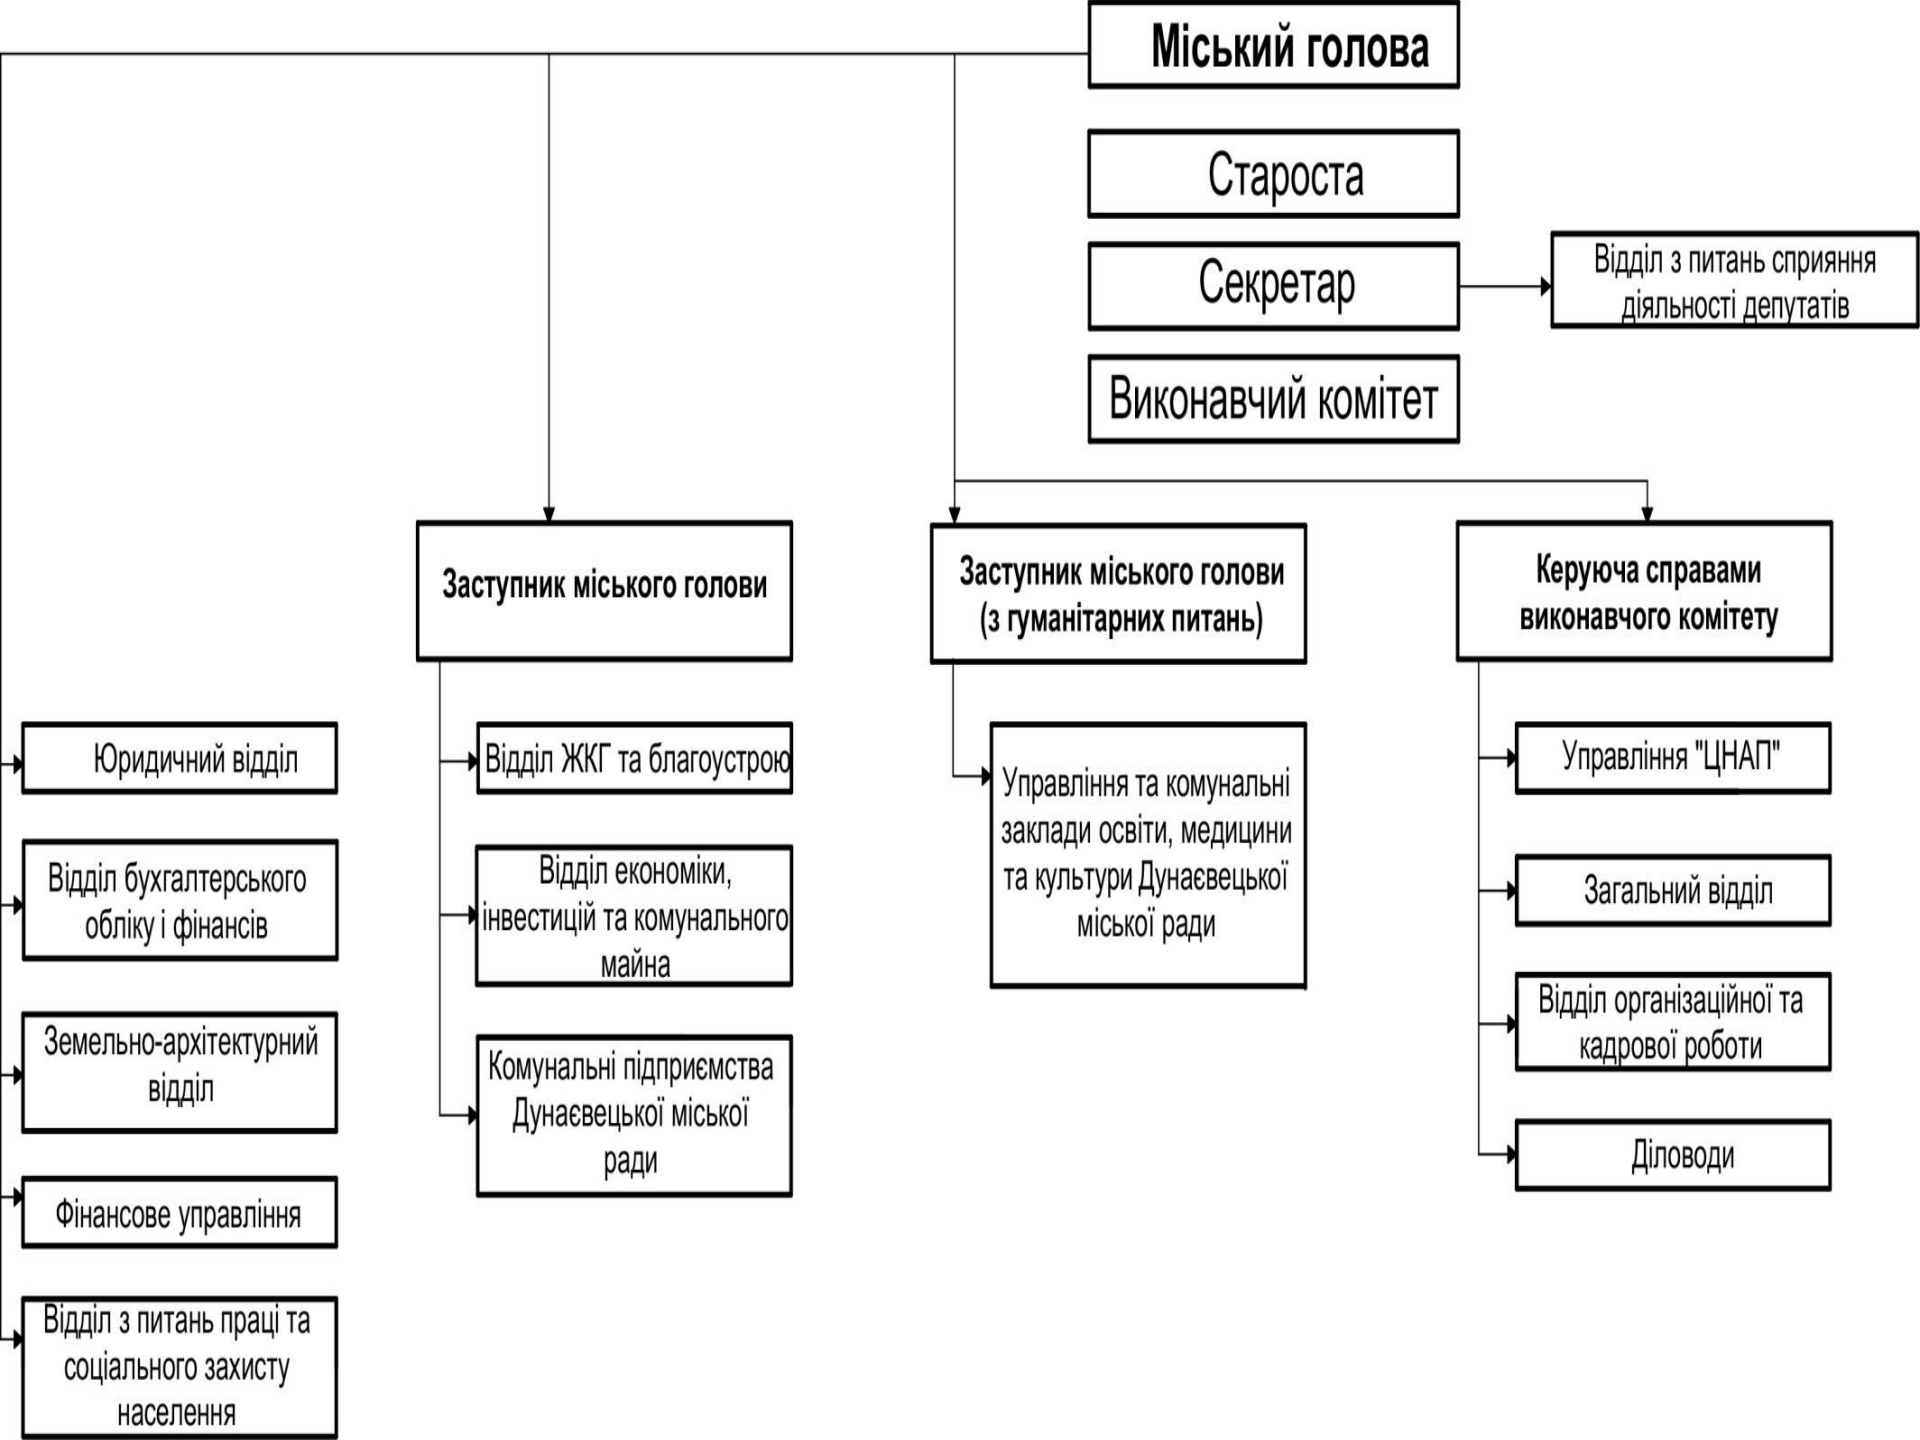 Міський голова
Староста
Секретар
Відділ з питань сприяння
діяльності депутатів
Виконавчий комітет
Заступник міського голови
Заступник міського голови
(з гуманітарних питань)
Керуюча справами
виконавчого комітету
Юридичний відділ
Відділ бухгалтерського
обліку і фінансів
Земельно-архітектурний
відділ
Фінансове управління
Відділ з питань праці та
соціального захисту
населення
Відділ ЖКГ та благоустрою
Відділ економіки,
інвестицій та комунального
майна
Комунальні підприємства
Дунаєвецької міської
ради
Управління та комунальні
заклади освіти, медицини
та культури Дунаєвецької
міської ради
Управління "ЦНАП"
Загальний відділ
Відділ організаційної та
кадрової роботи
Діловоди